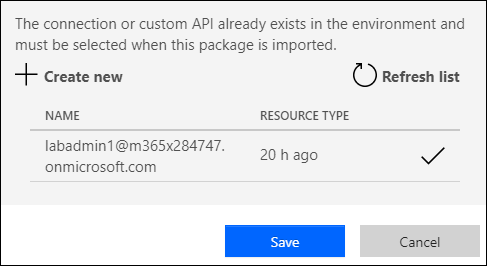 The connection or custom API already exists in the environment and
must be selected when this package is imported.
Create new Refresh list
NAME RESOURCE TYPE
labadmin1@m365x284747.
onmicrosoft.com
20 h ago
Save Cancel